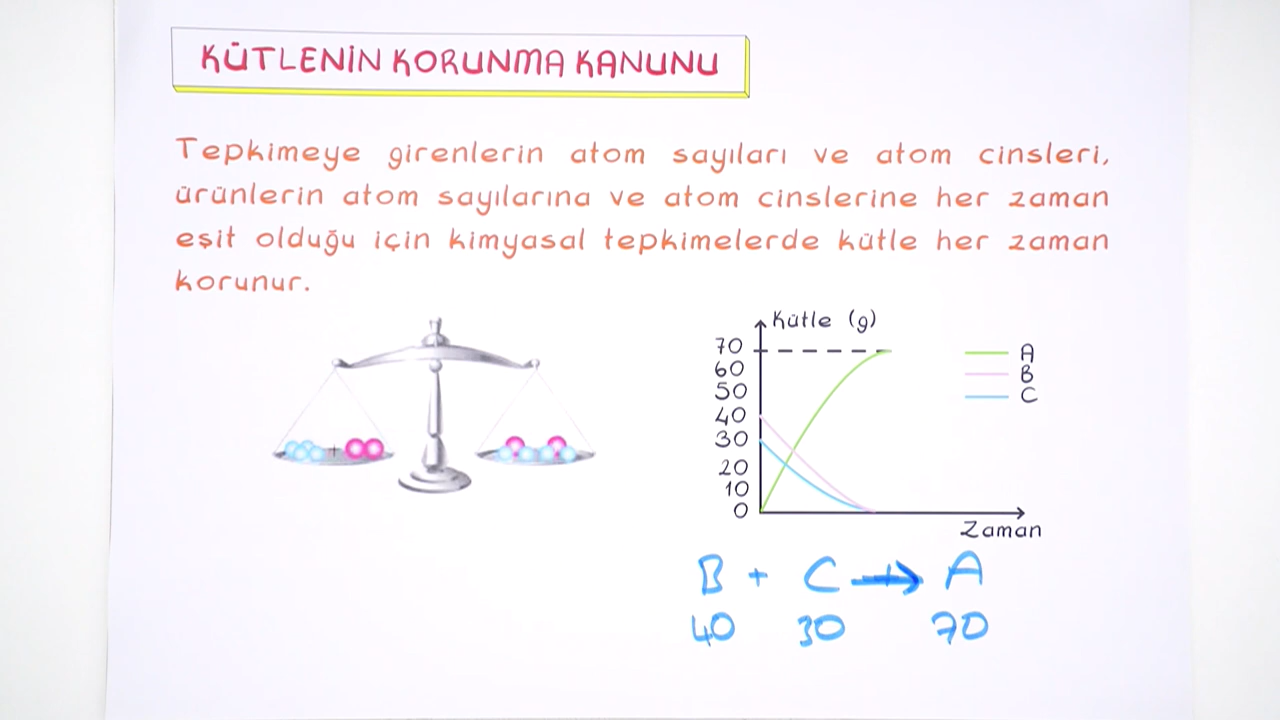 KÜTLENİN KORUNMA KANUNU
Tepkimeye girenlerin atom sayıları ve atom cinsleri,
ürünlerin atom sayılarına ve atom cinslerine her zaman
eşit olduğu için kimyasal tepkimelerde kütle her zaman
korunur.
+
Kütle (g)
70
60
50
40
30
20
10
0
A
B
C
Zaman
B + C → A
40 30 70